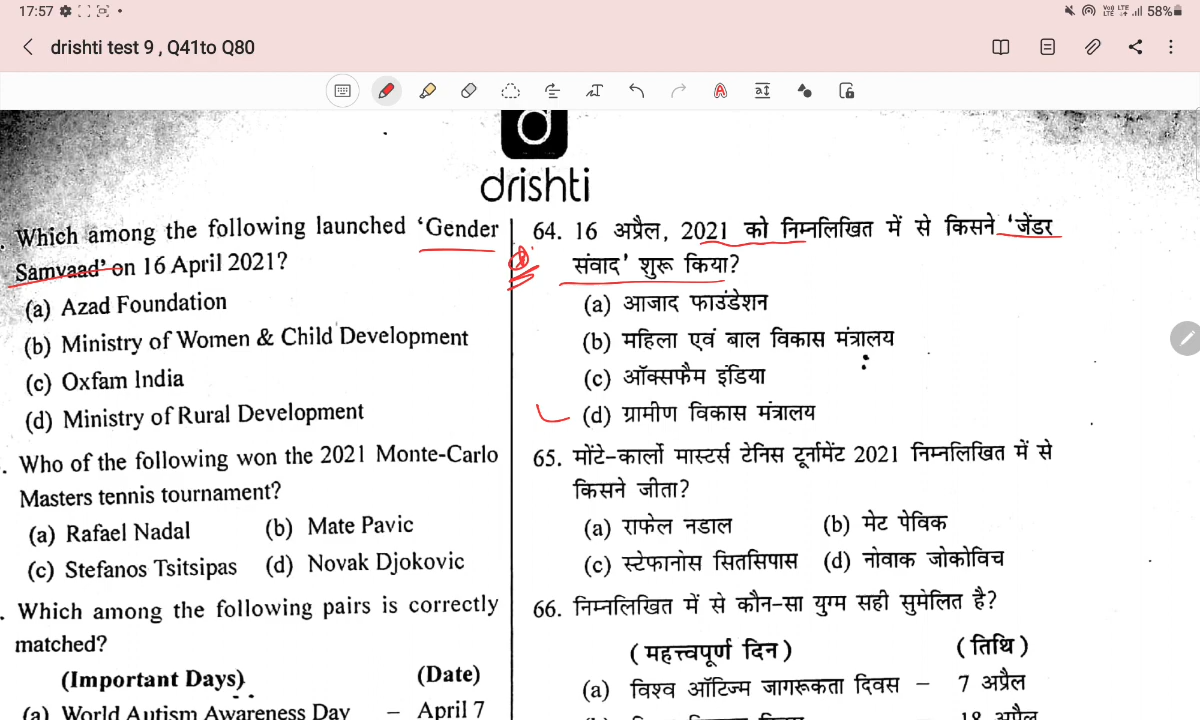 17:57
58%
drishti test 9 , Q41to Q80
drishti
. Which among the following launched ‘Gender
Samvaad’ on 16 April 2021?
(a) Azad Foundation
(b) Ministry of Women & Child Development
(c) Oxfam India
(d) Ministry of Rural Development
. Who of the following won the 2021 Monte-Carlo
Masters tennis tournament?
(a) Rafael Nadal (b) Mate Pavic
(c) Stefanos Tsitsipas (d) Novak Djokovic
. Which among the following pairs is correctly
matched?
(Important Days) (Date)
(a) World Autism Awareness Day – April 7
64. 16 अप्रैल, 2021 को निम्नलिखित में से किसने ‘जेंडर
संवाद’ शुरू किया?
(a) आजाद फाउंडेशन
(b) महिला एवं बाल विकास मंत्रालय
(c) ऑक्सफैम इंडिया
(d) ग्रामीण विकास मंत्रालय
65. मोंटे-कार्लो मास्टर्स टेनिस टूर्नामेंट 2021 निम्नलिखित में से
किसने जीता?
(a) राफेल नडाल (b) मेट पेविक
(c) स्टेफानोस सितसिपास (d) नोवाक जोकोविच
66. निम्नलिखित में से कौन-सा युग्म सही सुमेलित है?
(महत्त्वपूर्ण दिन) (तिथि)
(a) विश्व ऑटिज्म जागरूकता दिवस – 7 अप्रैल
18 अप्रैल